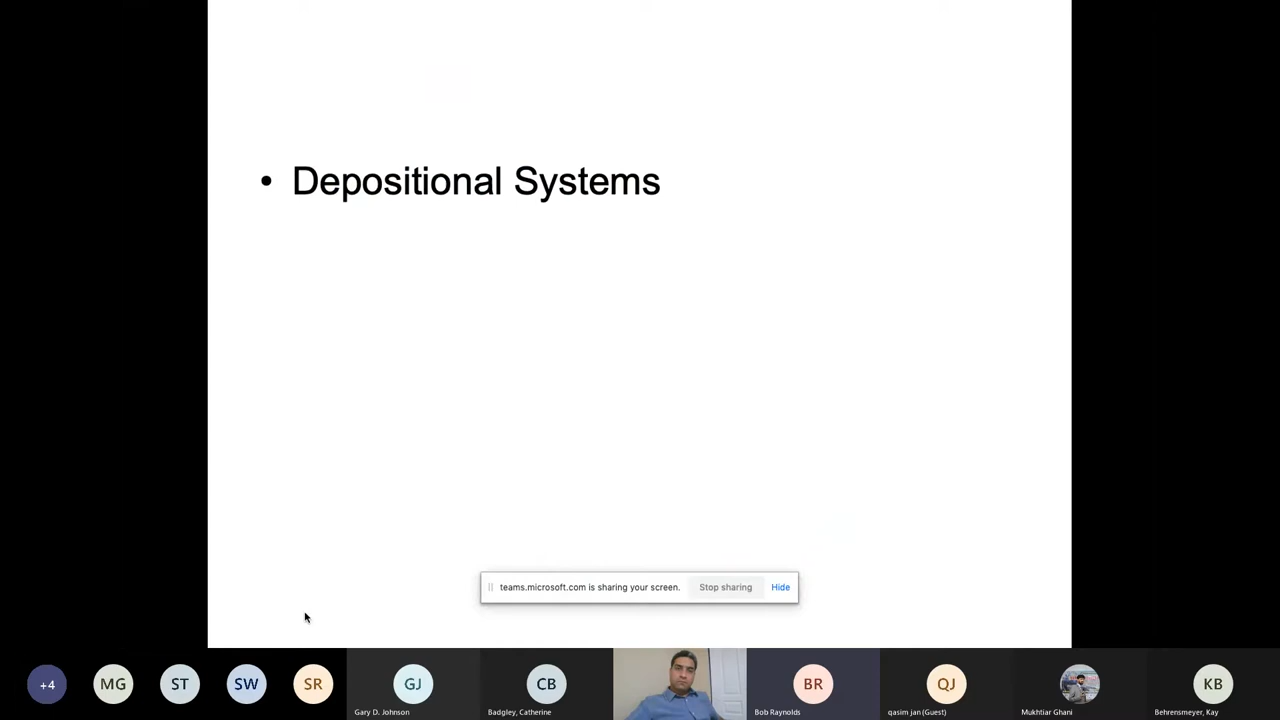 • Depositional Systems
teams.microsoft.com is sharing your screen. Stop sharing Hide
+4 MG ST SW SR GJ CB BR QJ KB
Gary D. Johnson Badgley, Catherine Bob Raynolds qasim jan (Guest) Mukhtiar Ghani Behrensmeyer, Kay